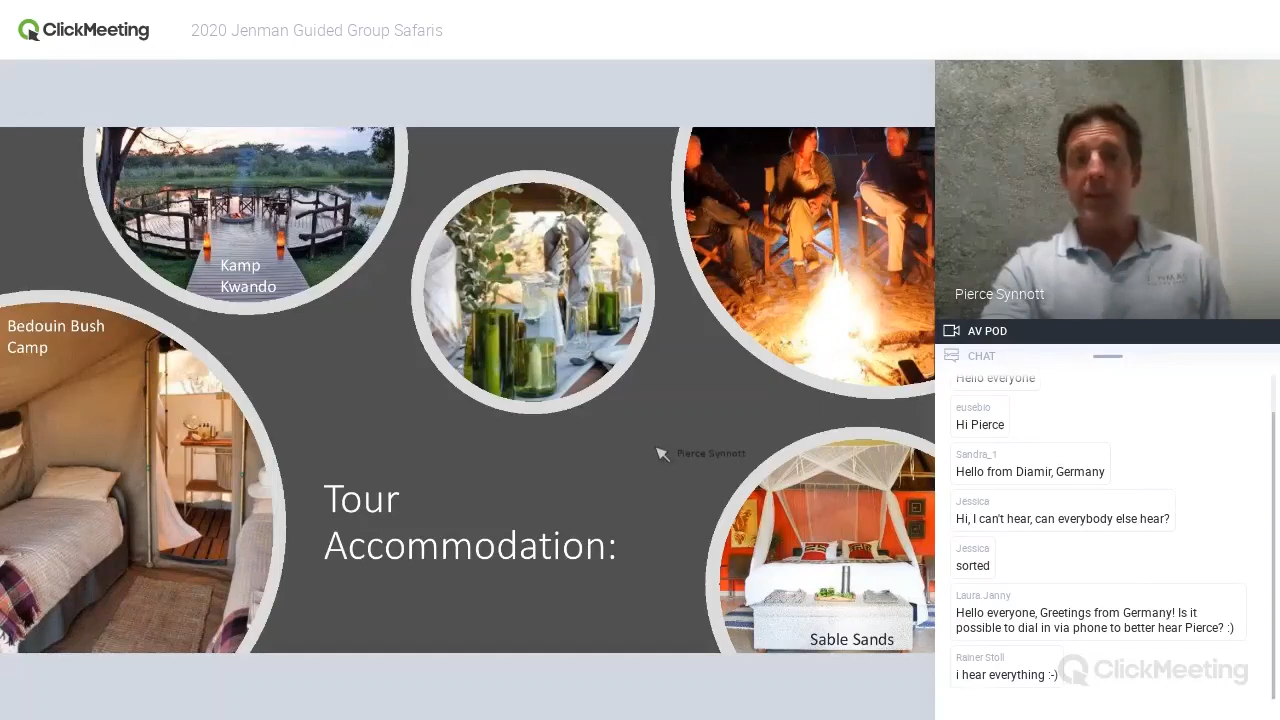 ClickMeeting
2020 Jenman Guided Group Safaris
Kamp
Kwando
Bedouin Bush
Camp
Pierce Synnott
Tour
Accommodation:
Sable Sands
Pierce Synnott
AV POD
CHAT
Hello everyone
eusebio
Hi Pierce
Sandra_1
Hello from Diamir, Germany
Jessica
Hi, I can't hear, can everybody else hear?
Jessica
sorted
Laura.Janny
Hello everyone, Greetings from Germany! Is it
possible to dial in via phone to better hear Pierce? :)
Rainer Stoll
i hear everything :-)
ClickMeeting